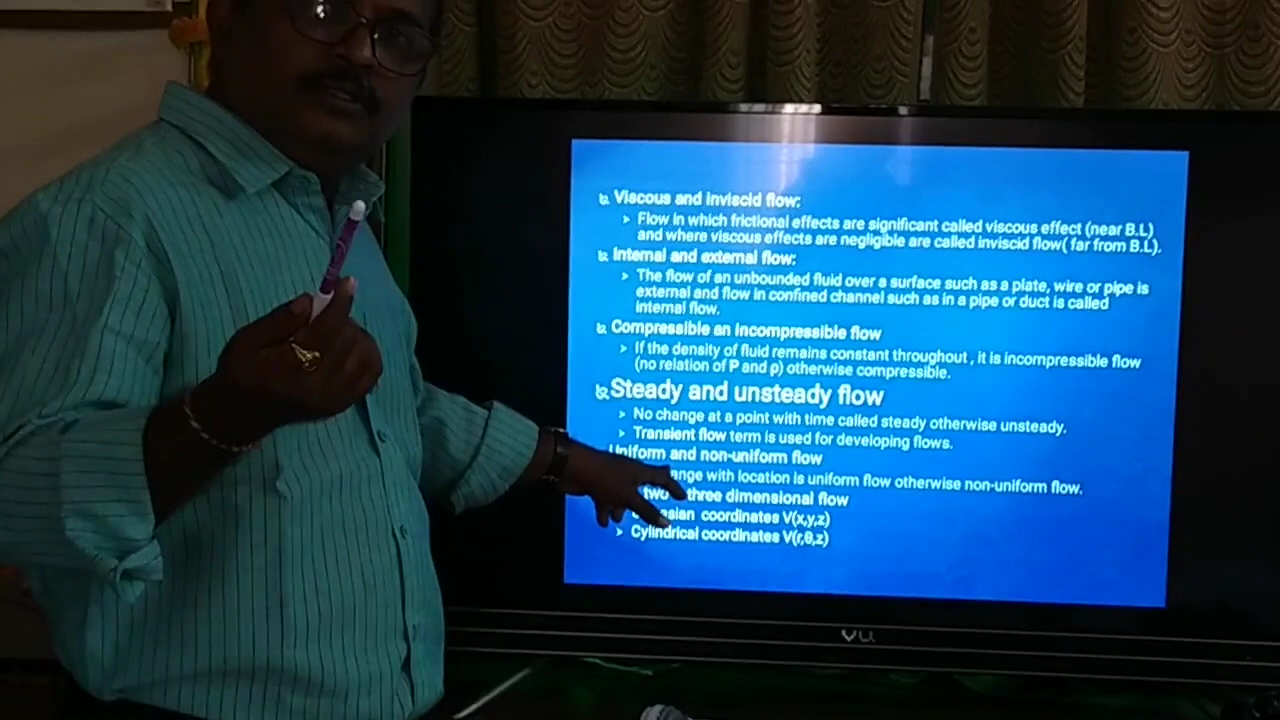 Viscous and inviscid flow:
Flow in which frictional effects are significant called viscous effect (near B.L)
and where viscous effects are negligible are called inviscid flow( far from B.L).
Internal and external flow:
The flow of an unbounded fluid over a surface such as a plate, wire or pipe is
external and flow in confined channel such as in a pipe or duct is called
internal flow.
Compressible an incompressible flow
If the density of fluid remains constant throughout , it is incompressible flow
(no relation of P and ρ) otherwise compressible.
Steady and unsteady flow
No change at a point with time called steady otherwise unsteady.
Transient flow term is used for developing flows.
Uniform and non-uniform flow
with location is uniform flow otherwise non-uniform flow.
two three dimensional flow
coordinates V(x,y,z)
Cylindrical coordinates V(r,θ,z)
VU